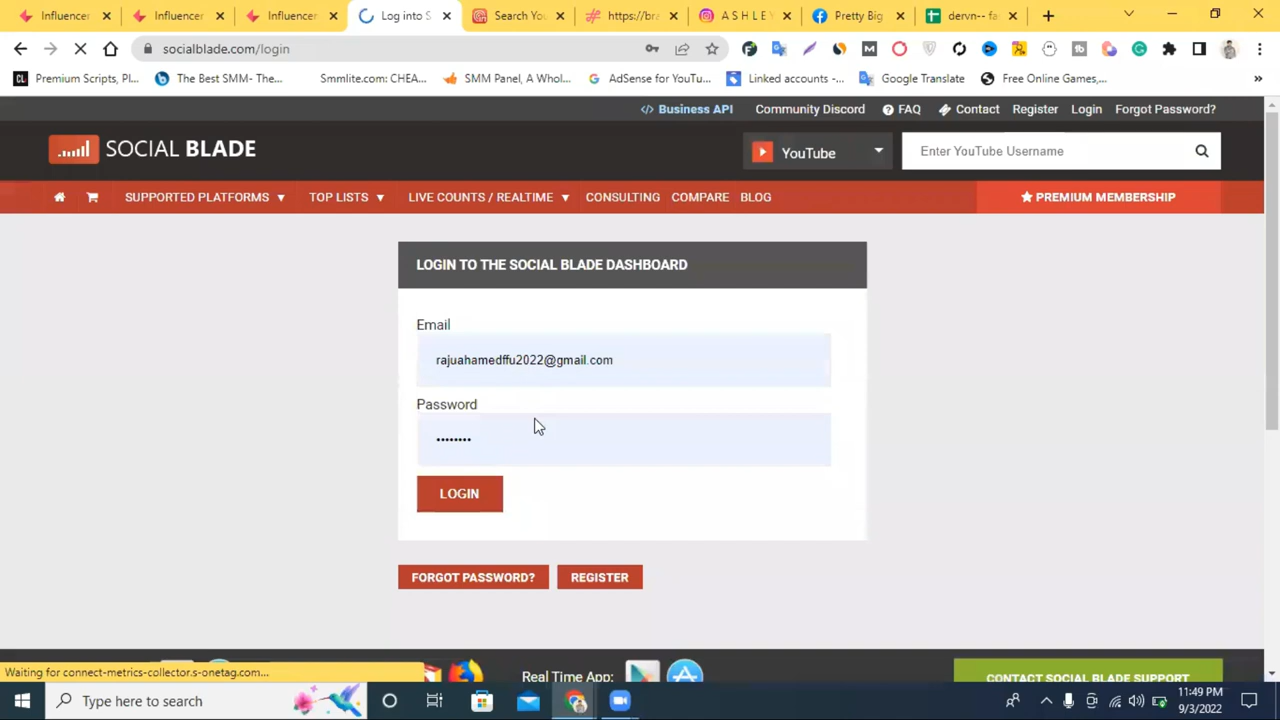 Influencer Influencer Influencer Log into S Search You https://bra A S H L E Y Pretty Big dervn-- fa
socialblade.com/login
Premium Scripts, Pl... The Best SMM- The... Smmlite.com: CHEA... SMM Panel, A Whol... AdSense for YouTu... Linked accounts -... Google Translate Free Online Games,...
Business API Community Discord FAQ Contact Register Login Forgot Password?
SOCIAL BLADE YouTube Enter YouTube Username
SUPPORTED PLATFORMS TOP LISTS LIVE COUNTS / REALTIME CONSULTING COMPARE BLOG PREMIUM MEMBERSHIP
LOGIN TO THE SOCIAL BLADE DASHBOARD
Email
rajuahamedffu2022@gmail.com
Password
••••••••
LOGIN
FORGOT PASSWORD? REGISTER
Waiting for connect-metrics-collector.s-onetag.com... Real Time App: CONTACT SOCIAL BLADE SUPPORT
Type here to search 11:49 PM
9/3/2022